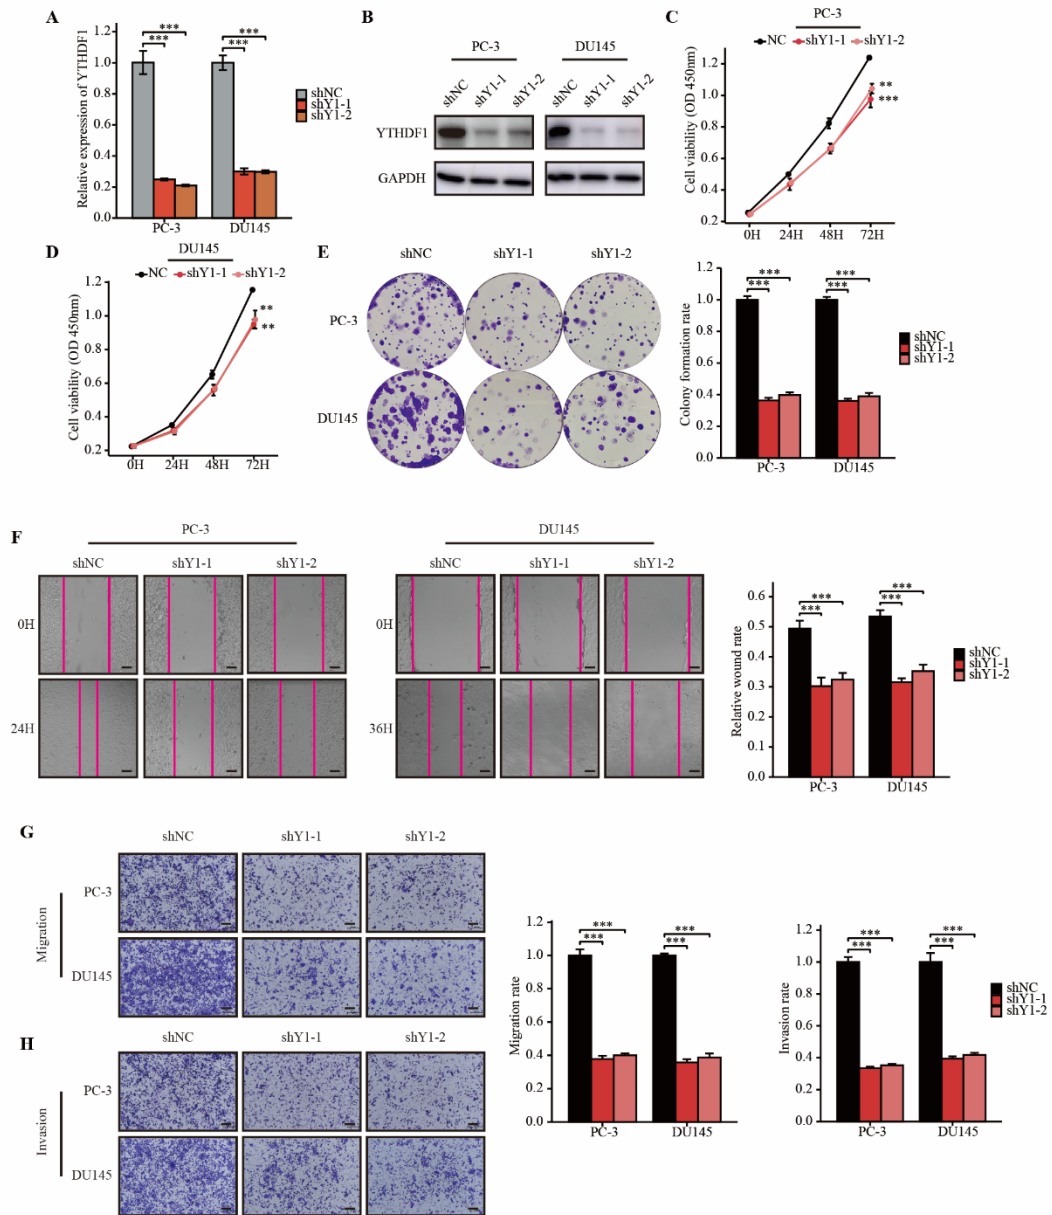 A
Relative expression of YTHDF1
1.2
1.0
0.8
0.6
0.4
0.2
0.0
***
***
***
***
PC-3
DU145
shNC
shY1-1
shY1-2
B
PC-3
DU145
shNC
shY1-1
shY1-2
shNC
shY1-1
shY1-2
YTHDF1
GAPDH
C
PC-3
NC
shY1-1
shY1-2
Cell viability (OD 450nm)
1.2
1.0
0.8
0.6
0.4
0.2
**
***
0H
24H
48H
72H
D
DU145
NC
shY1-1
shY1-2
Cell viability (OD 450nm)
1.2
1.0
0.8
0.6
0.4
0.2
**
**
0H
24H
48H
72H
E
shNC
shY1-1
shY1-2
PC-3
DU145
Colony formation rate
1.2
1.0
0.8
0.6
0.4
0.2
0.0
***
***
***
***
PC-3
DU145
shNC
shY1-1
shY1-2
F
PC-3
DU145
shNC
shY1-1
shY1-2
shNC
shY1-1
shY1-2
0H
24H
0H
36H
Relative wound rate
0.6
0.5
0.4
0.3
0.2
0.1
0.0
***
***
***
***
PC-3
DU145
shNC
shY1-1
shY1-2
G
shNC
shY1-1
shY1-2
Migration
PC-3
DU145
H
shNC
shY1-1
shY1-2
Invasion
PC-3
DU145
Migration rate
1.2
1.0
0.8
0.6
0.4
0.2
0.0
***
***
***
***
PC-3
DU145
Invasion rate
1.2
1.0
0.8
0.6
0.4
0.2
0.0
***
***
***
***
PC-3
DU145
shNC
shY1-1
shY1-2